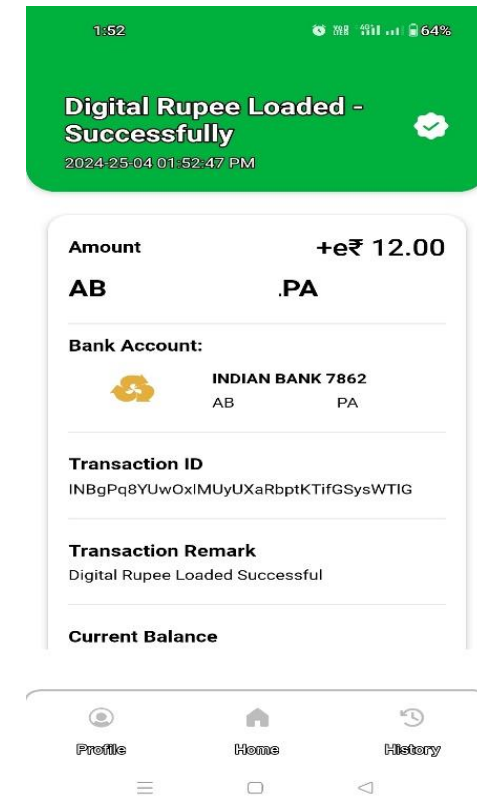 1:52 64%
Digital Rupee Loaded -
Successfully
2024-25-04 01:52:47 PM
Amount +e₹ 12.00
AB .PA
Bank Account:
INDIAN BANK 7862
AB PA
Transaction ID
INBgPq8YUwOxIMUyUXaRbptKTifGSysWTIG
Transaction Remark
Digital Rupee Loaded Successful
Current Balance
Profile Home History